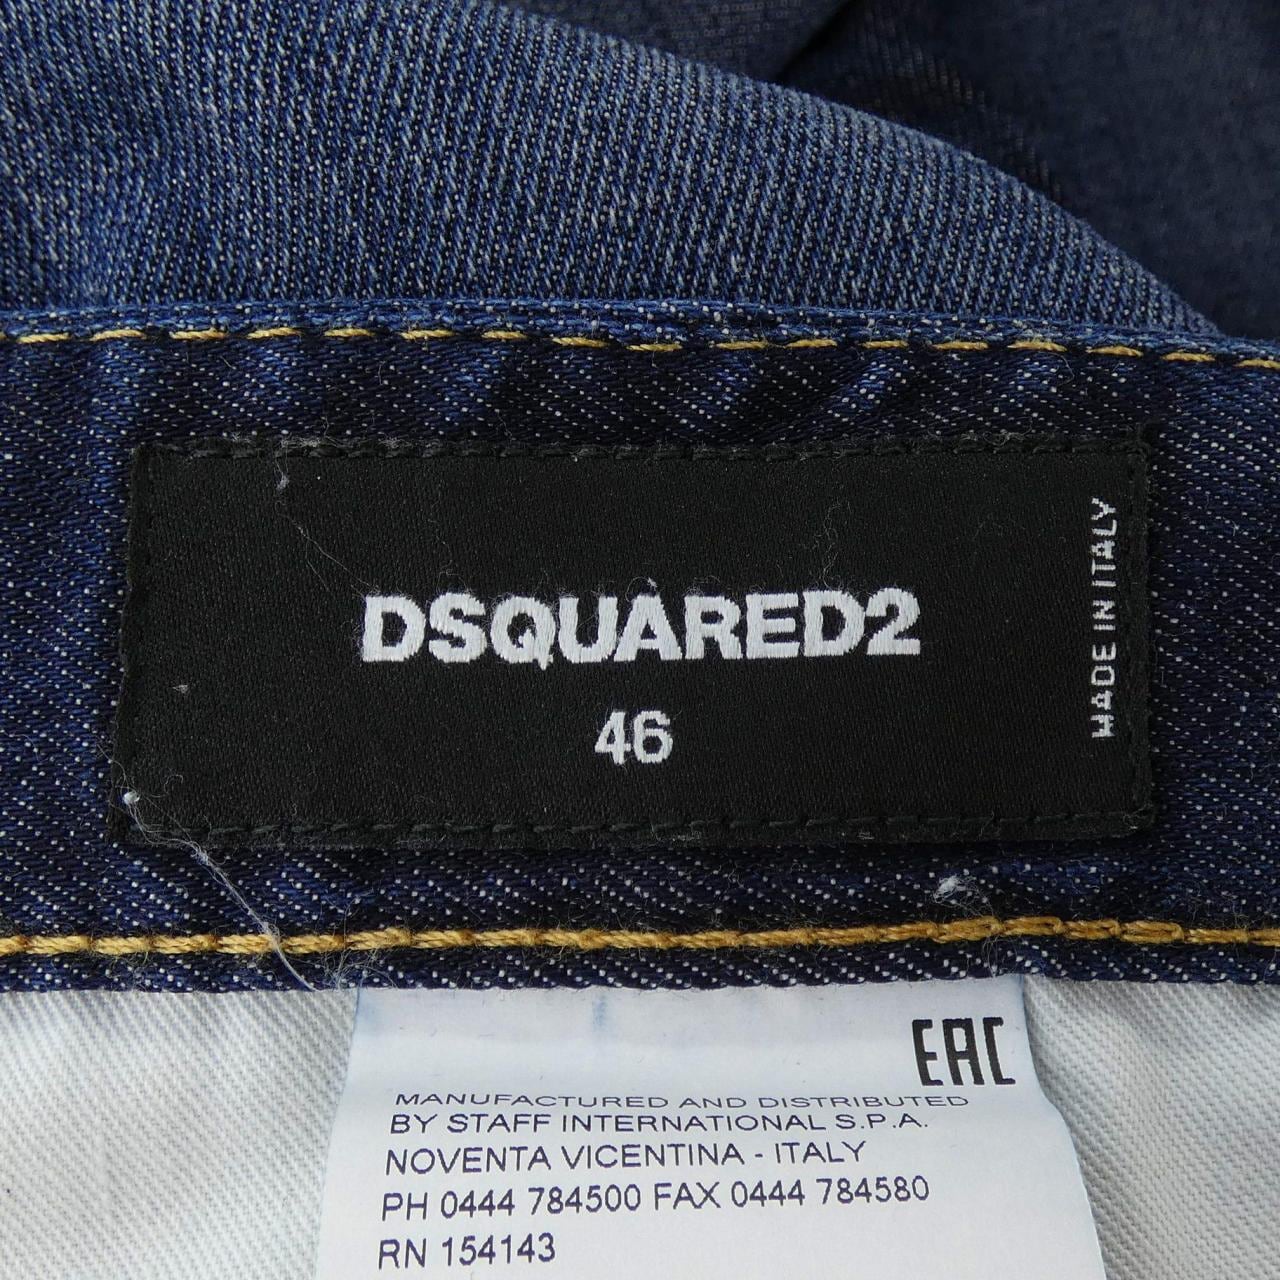 DSQUARED2
46
MADE IN ITALY
EAC
MANUFACTURED AND DISTRIBUTED
BY STAFF INTERNATIONAL S.P.A.
NOVENTA VICENTINA - ITALY
PH 0444 784500 FAX 0444 784580
RN 154143